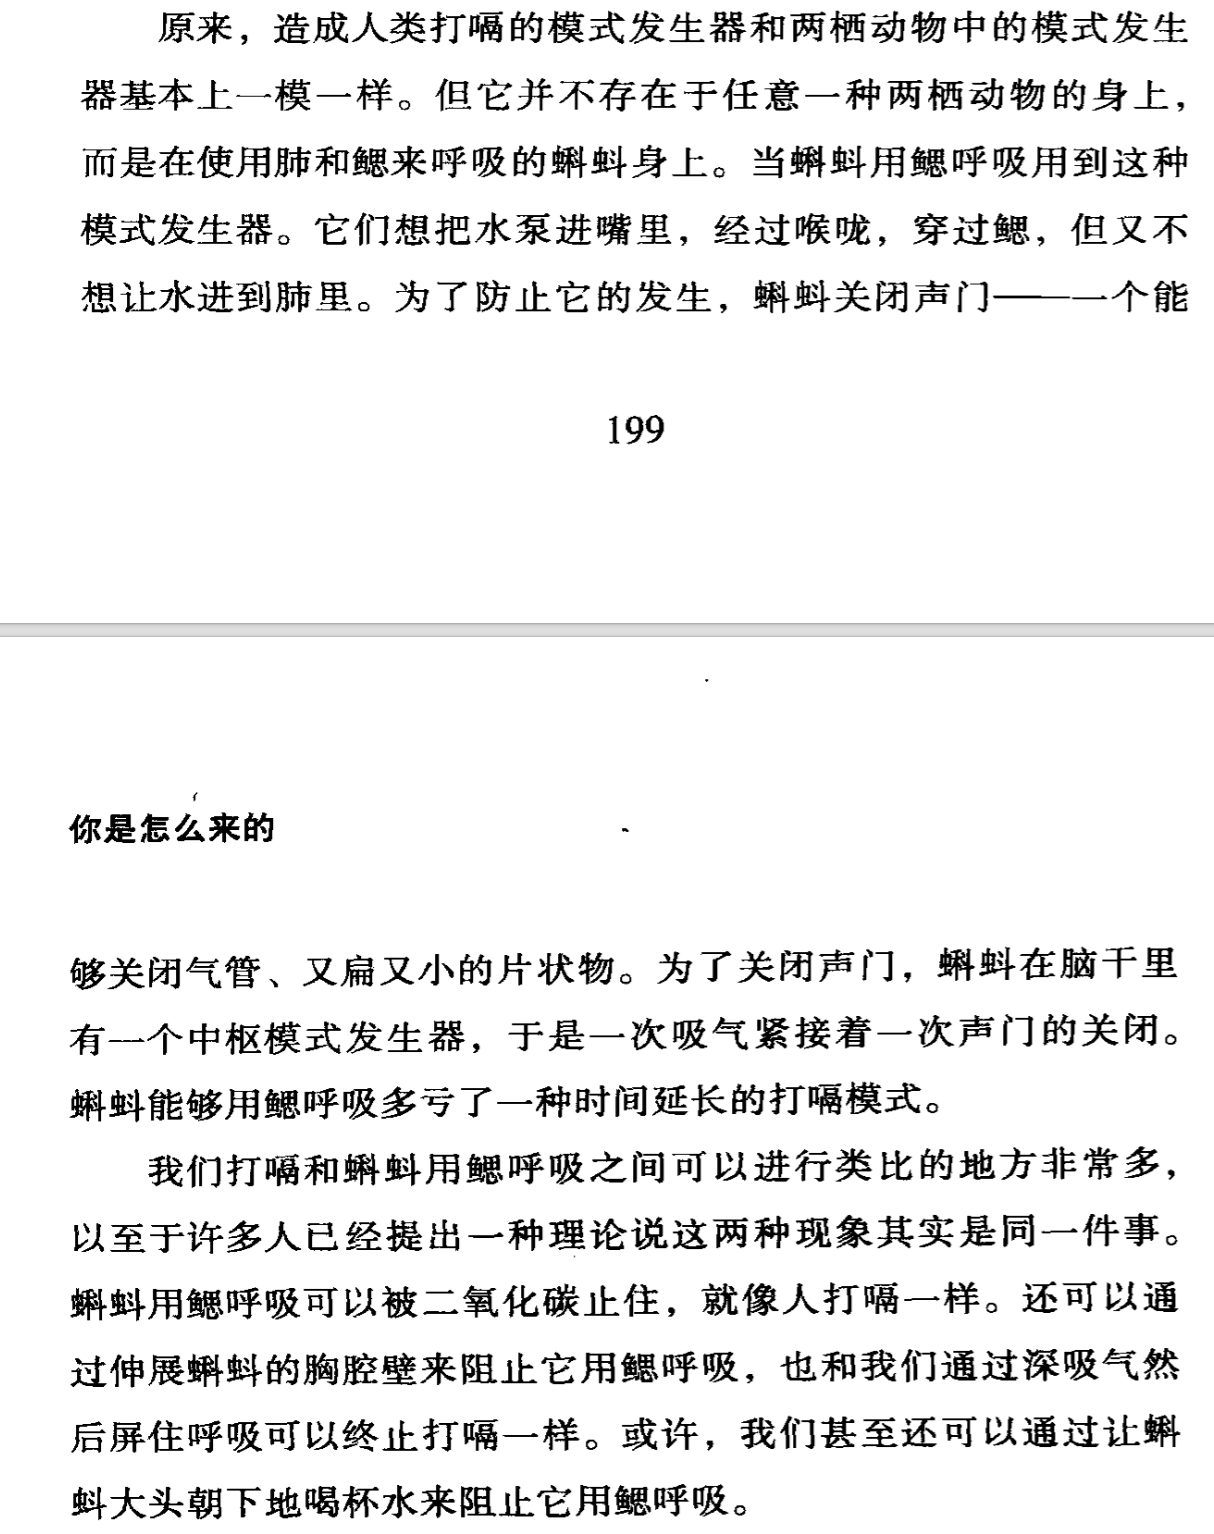 原来，造成人类打嗝的模式发生器和两栖动物中的模式发生
器基本上一模一样。但它并不存在于任意一种两栖动物的身上，
而是在使用肺和鳃来呼吸的蝌蚪身上。当蝌蚪用鳃呼吸用到这种
模式发生器。它们想把水泵进嘴里，经过喉咙，穿过鳃，但又不
想让水进到肺里。为了防止它的发生，蝌蚪关闭声门——一个能
199
你是怎么来的
够关闭气管、又扁又小的片状物。为了关闭声门，蝌蚪在脑干里
有一个中枢模式发生器，于是一次吸气紧接着一次声门的关闭。
蝌蚪能够用鳃呼吸多亏了一种时间延长的打嗝模式。
我们打嗝和蝌蚪用鳃呼吸之间可以进行类比的地方非常多，
以至于许多人已经提出一种理论说这两种现象其实是同一件事。
蝌蚪用鳃呼吸可以被二氧化碳止住，就像人打嗝一样。还可以通
过伸展蝌蚪的胸腔壁来阻止它用鳃呼吸，也和我们通过深吸气然
后屏住呼吸可以终止打嗝一样。或许，我们甚至还可以通过让蝌
蚪大头朝下地喝杯水来阻止它用鳃呼吸。